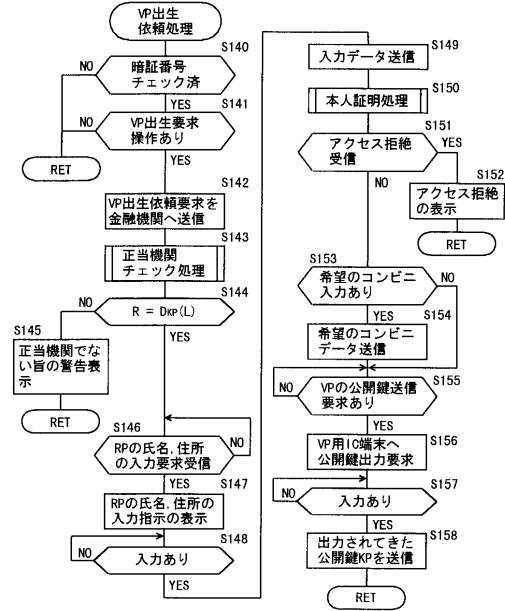 VP出生
依頼処理
S140
NO
暗証番号
チェック済
YES
S141
NO
VP出生要求
操作あり
YES
RET
S142
VP出生依頼要求を
金融機関へ送信
S143
正当機関
チェック処理
S144
NO
R = DKP(L)
YES
S145
正当機関でな
い旨の警告表
示
RET
S146
RPの氏名,住所
の入力要求受信
NO
YES
S147
RPの氏名,住所の
入力指示の表示
S148
NO
入力あり
YES
S149
入力データ送信
S150
本人証明処理
S151
アクセス拒絶
受信
YES
NO
S152
アクセス拒絶
の表示
RET
S153
希望のコンビニ
入力あり
NO
YES
S154
希望のコンビニ
データ送信
S155
NO
VPの公開鍵送信
要求あり
YES
S156
VP用IC端末へ
公開鍵出力要求
S157
NO
入力あり
YES
S158
出力されてきた
公開鍵KPを送信
RET